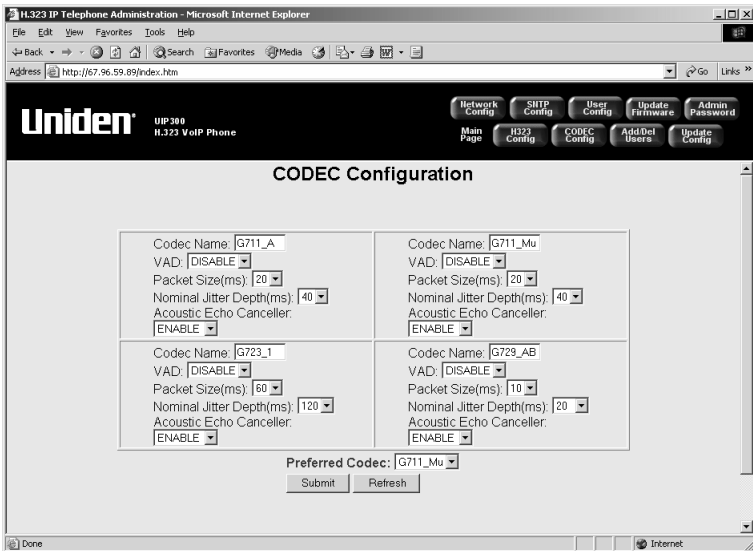 H.323 IP Telephone Administration - Microsoft Internet Explorer
File Edit View Favorites Tools Help
Back Search Favorites Media
Address http://67.96.59.89/index.htm Go Links »
Uniden®
UIP300
H.323 VoIP Phone
Network Config SNTP Config User Config Update Firmware Admin Password
Main Page H323 Config CODEC Config Add/Del Users Update Config
CODEC Configuration
Codec Name: G711_A
VAD: DISABLE
Packet Size(ms): 20
Nominal Jitter Depth(ms): 40
Acoustic Echo Canceller:
ENABLE
Codec Name: G711_Mu
VAD: DISABLE
Packet Size(ms): 20
Nominal Jitter Depth(ms): 40
Acoustic Echo Canceller:
ENABLE
Codec Name: G723_1
VAD: DISABLE
Packet Size(ms): 60
Nominal Jitter Depth(ms): 120
Acoustic Echo Canceller:
ENABLE
Codec Name: G729_AB
VAD: DISABLE
Packet Size(ms): 10
Nominal Jitter Depth(ms): 20
Acoustic Echo Canceller:
ENABLE
Preferred Codec: G711_Mu
Submit Refresh
Done Internet